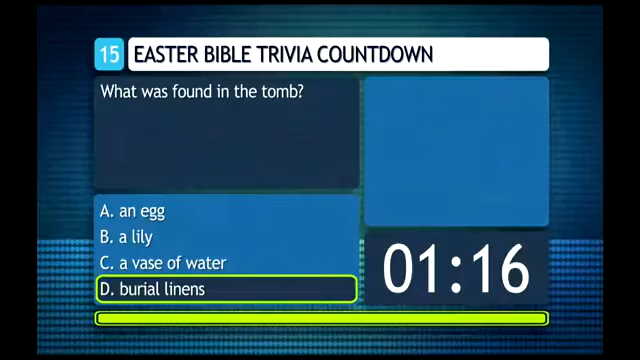 15 EASTER BIBLE TRIVIA COUNTDOWN
What was found in the tomb?
A. an egg
B. a lily
C. a vase of water
D. burial linens
01:16